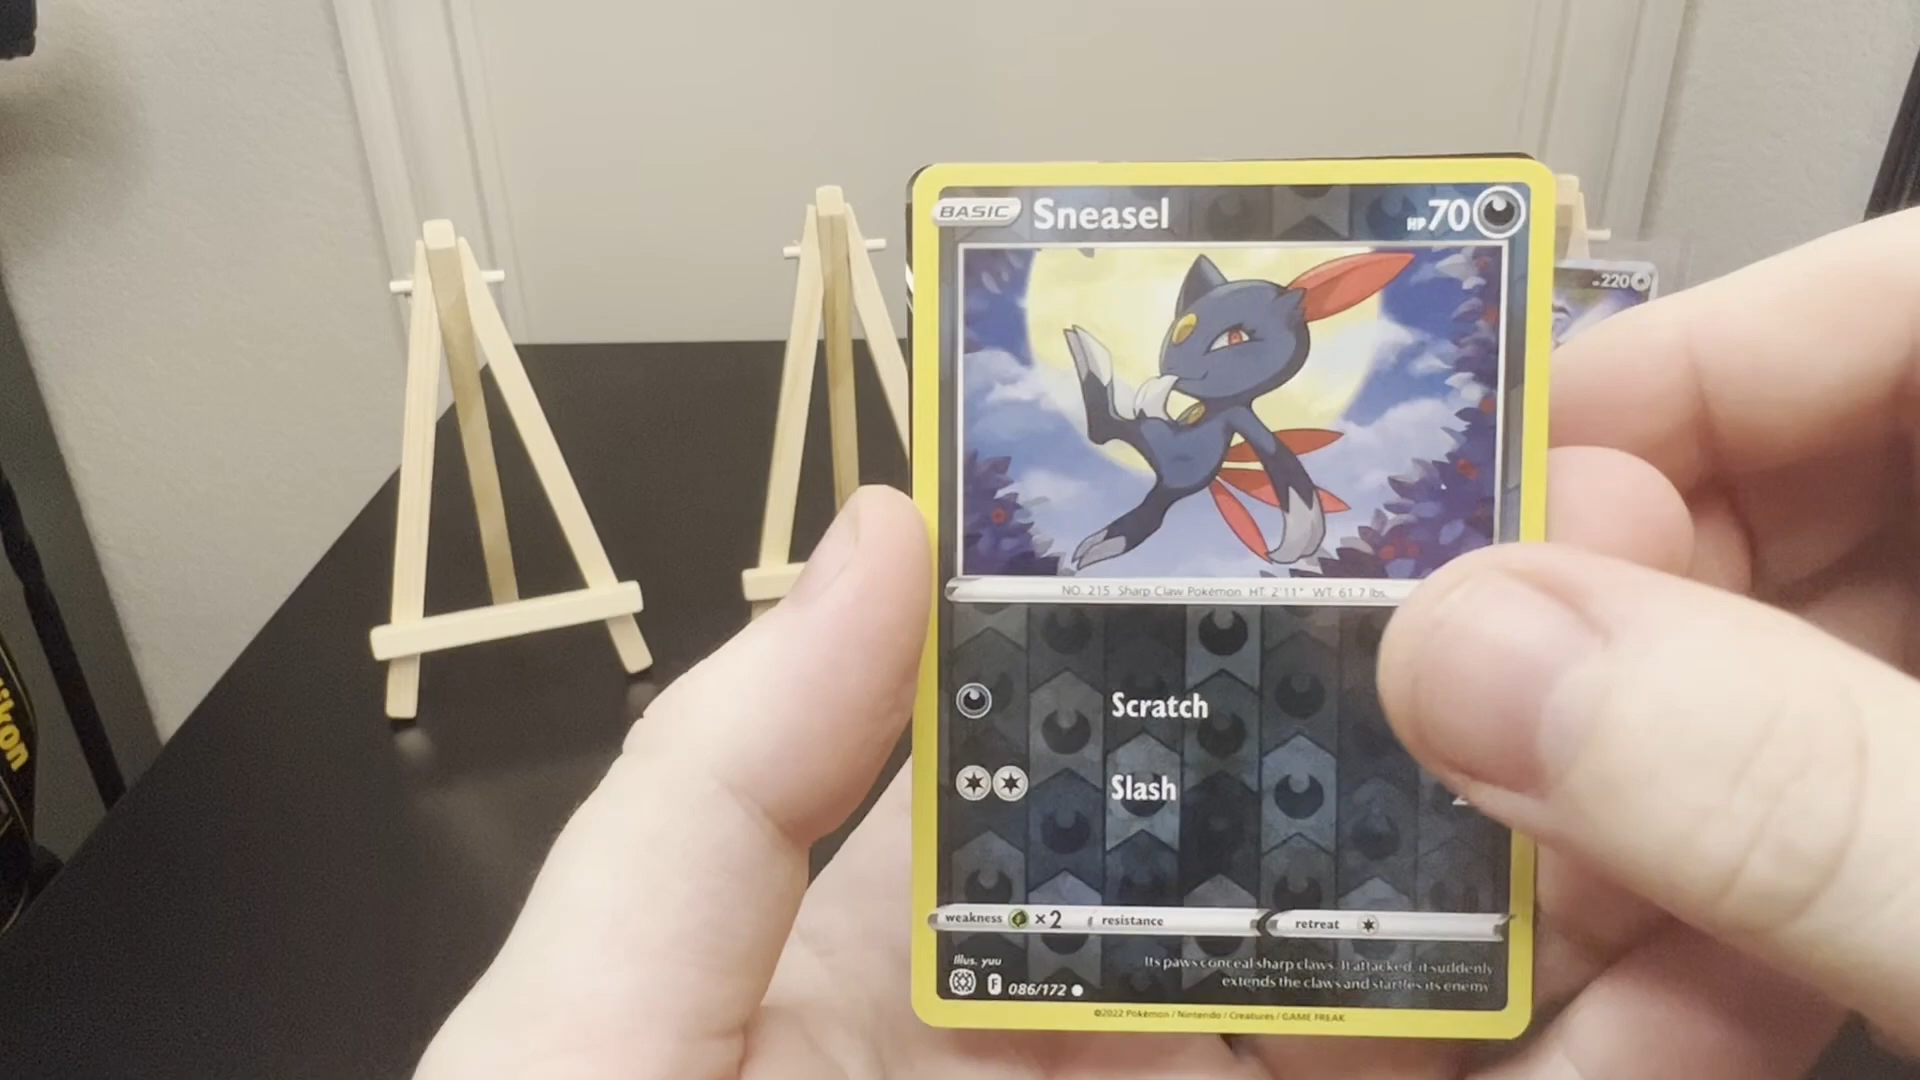 BASIC Sneasel HP 70
220
NO. 215 Sharp Claw Pokémon HT. 2'11" WT. 61.7 lbs.
Scratch
Slash
weakness ×2 resistance retreat
Illus. yuu
Its paws conceal sharp claws. If attacked, it suddenly
extends the claws and startles its enemy.
F 086/172
©2022 Pokémon / Nintendo / Creatures / GAME FREAK